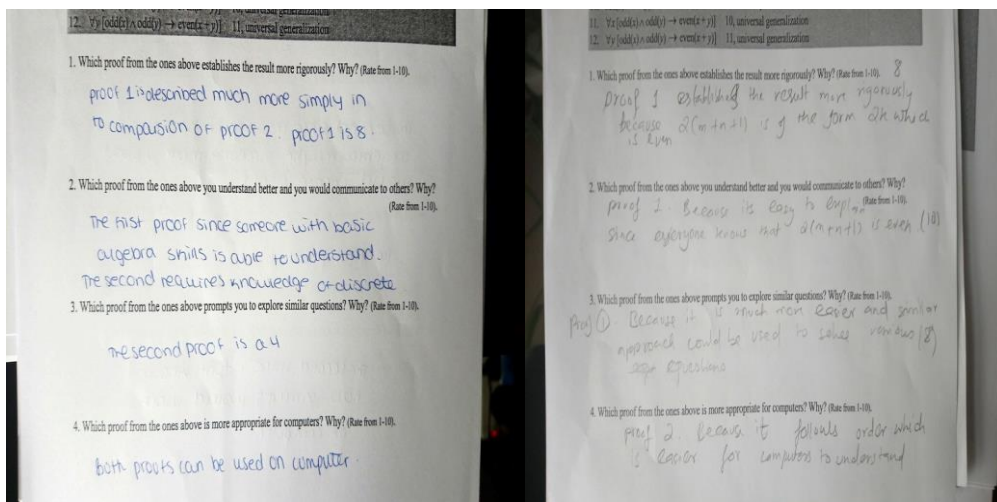 12. ∀y [odd(x) ∧ odd(y) → even(x + y)] 11, universal generalization
1. Which proof from the ones above establishes the result more rigorously? Why? (Rate from 1-10).
proof 1 is described much more simply in
to comparsion of proof 2. proof 1 is 8.
2. Which proof from the ones above you understand better and you would communicate to others? Why?
(Rate from 1-10).
The first proof since someone with basic
algebra skills is able to understand.
The second requires knowledge of discrete
3. Which proof from the ones above prompts you to explore similar questions? Why? (Rate from 1-10).
The second proof is a 4
4. Which proof from the ones above is more appropriate for computers? Why? (Rate from 1-10).
Both proofs can be used on computer.
11. ∀x [odd(x) ∧ odd(y) → even(x + y)] 10, universal generalization
12. ∀y [odd(x) ∧ odd(y) → even(x + y)] 11, universal generalization
1. Which proof from the ones above establishes the result more rigorously? Why? (Rate from 1-10). 8
Proof 1 establishes the result more rigorously
because 2(m+n+1) is of the form 2k which
is even
2. Which proof from the ones above you understand better and you would communicate to others? Why?
(Rate from 1-10).
proof 1. Because its easy to explain
since everyone knows that 2(m+n+1) is even (10)
3. Which proof from the ones above prompts you to explore similar questions? Why? (Rate from 1-10).
Proof 1. Because it is much more easier and similar
approach could be used to solve various (8)
questions
4. Which proof from the ones above is more appropriate for computers? Why? (Rate from 1-10).
proof 2. Because it follows order which
is easier for computers to understand